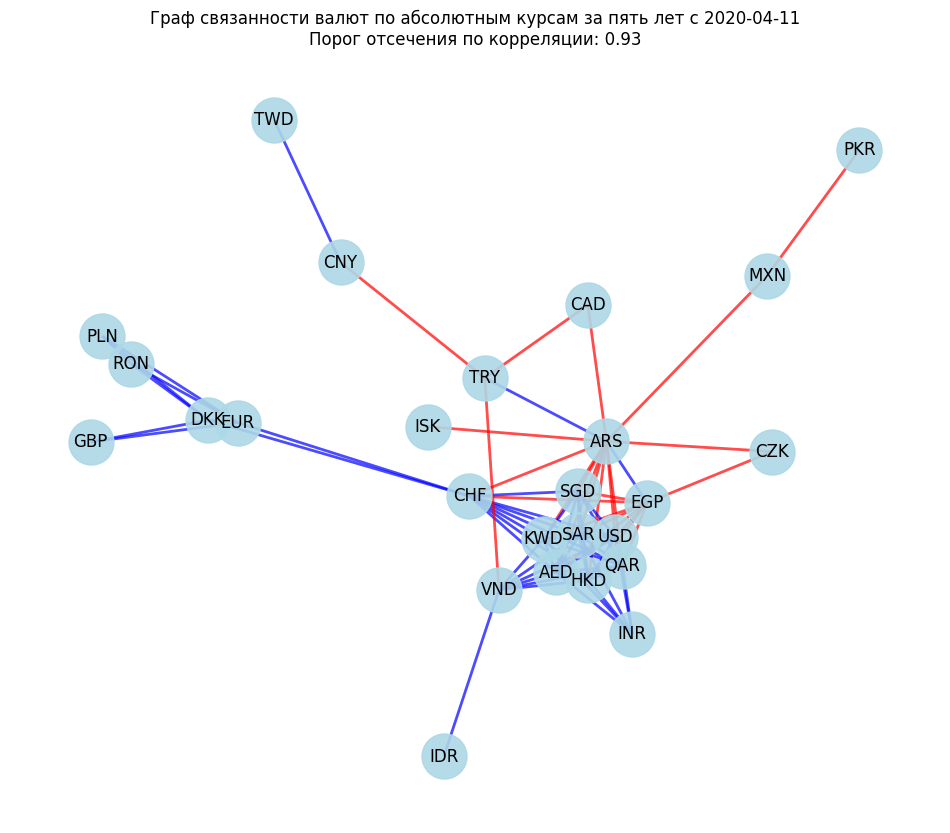 Граф связанности валют по абсолютным курсам за пять лет с 2020-04-11
Порог отсечения по корреляции: 0.93
TWD
PKR
CNY
MXN
CAD
PLN
RON
TRY
DKK
EUR
ISK
GBP
ARS
CZK
CHF
SGD
EGP
KWD
SAR
USD
AED
HKD
QAR
VND
INR
IDR